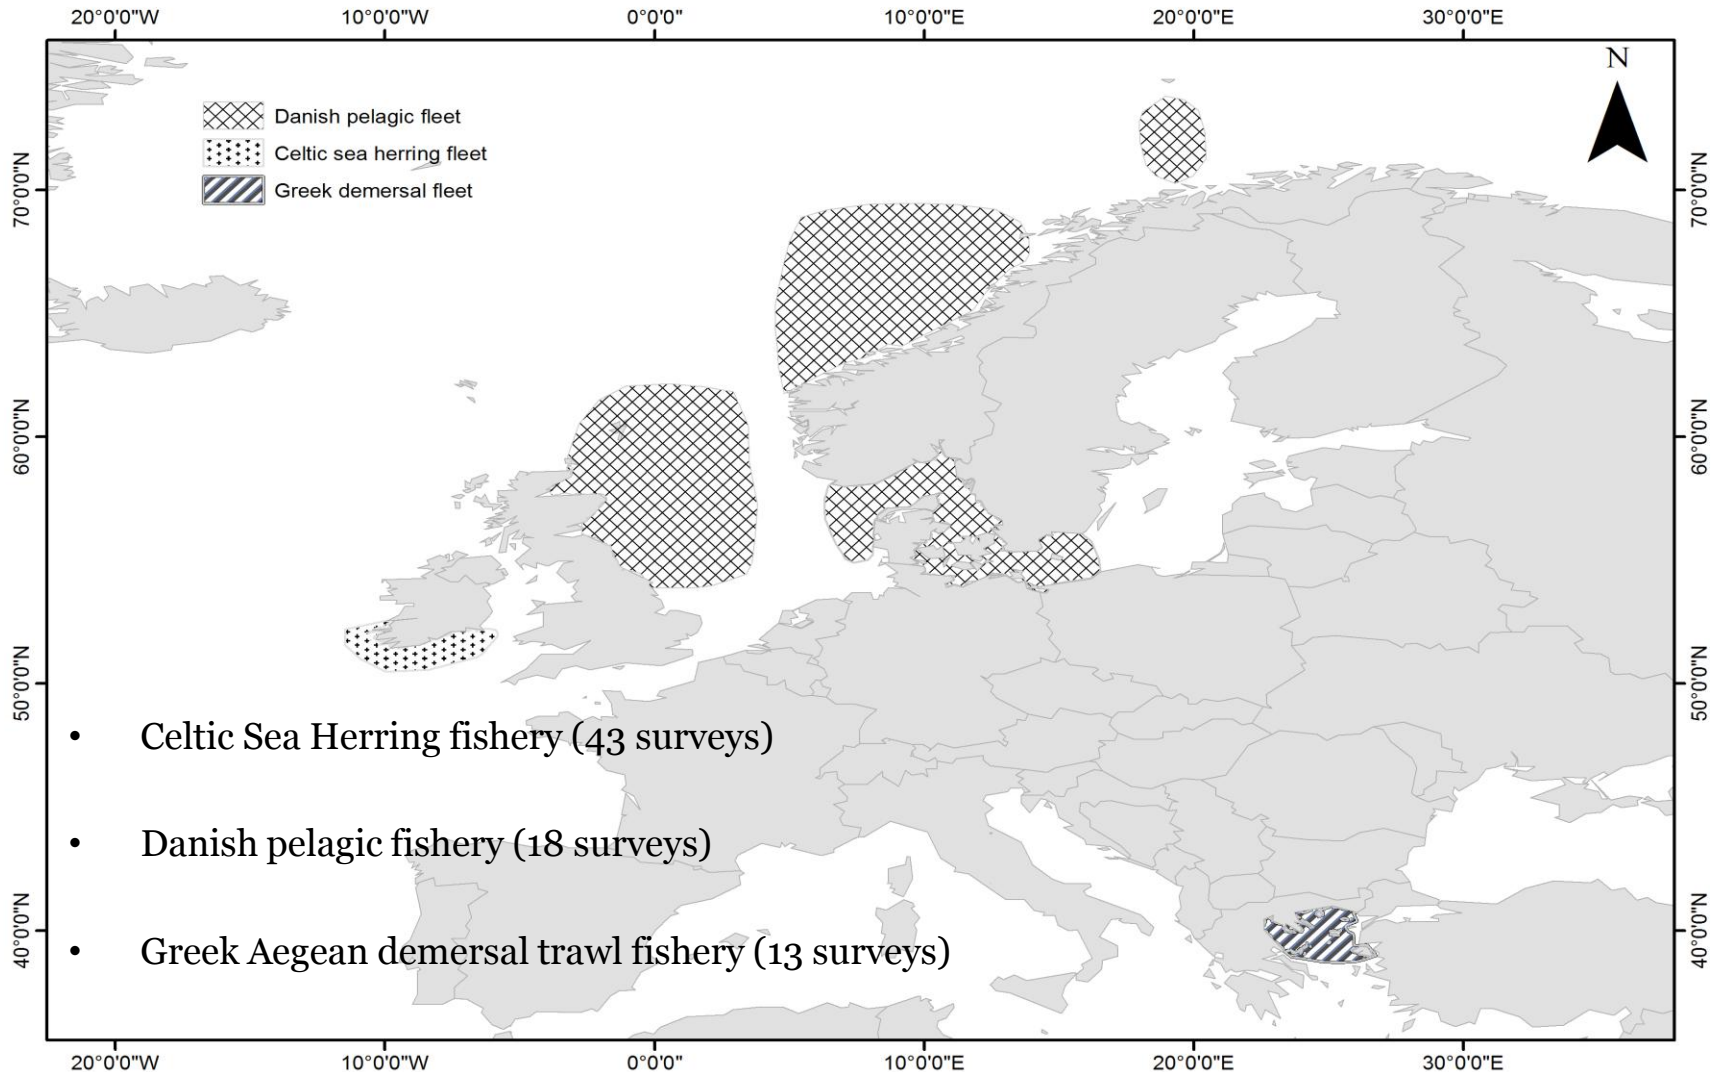 20°0'0"W 10°0'0"W 0°0'0" 10°0'0"E 20°0'0"E 30°0'0"E
N
Danish pelagic fleet
Celtic sea herring fleet
Greek demersal fleet
70°0'0"N
60°0'0"N
50°0'0"N
40°0'0"N
70°0'0"N
60°0'0"N
50°0'0"N
40°0'0"N
• Celtic Sea Herring fishery (43 surveys)
• Danish pelagic fishery (18 surveys)
• Greek Aegean demersal trawl fishery (13 surveys)
20°0'0"W 10°0'0"W 0°0'0" 10°0'0"E 20°0'0"E 30°0'0"E